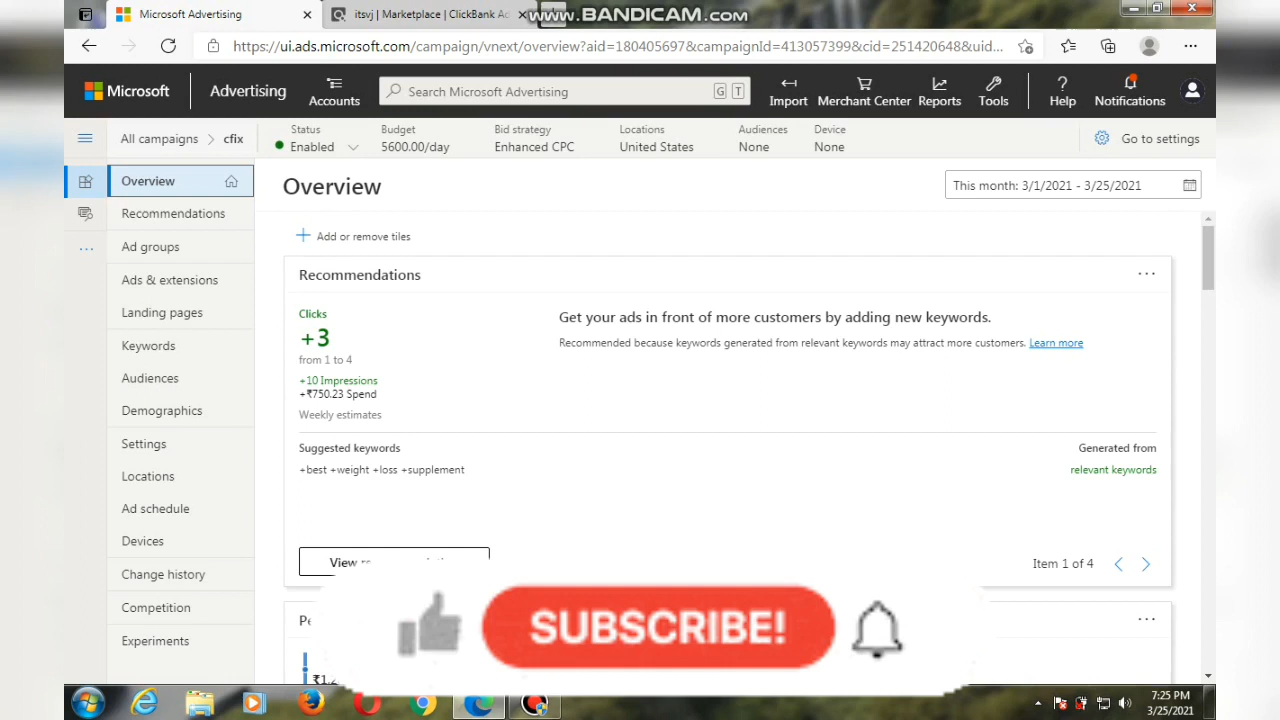 Microsoft Advertising
itsvj | Marketplace | ClickBank Ad
www.BANDICAM.com
https://ui.ads.microsoft.com/campaign/vnext/overview?aid=180405697&campaignId=413057399&cid=251420648&uid...
Microsoft
Advertising
Accounts
Search Microsoft Advertising
G T
Import
Merchant Center
Reports
Tools
Help
Notifications
All campaigns > cfix
Status
Enabled
Budget
5600.00/day
Bid strategy
Enhanced CPC
Locations
United States
Audiences
None
Device
None
Go to settings
Overview
Recommendations
Ad groups
Ads & extensions
Landing pages
Keywords
Audiences
Demographics
Settings
Locations
Ad schedule
Devices
Change history
Competition
Experiments
Overview
This month: 3/1/2021 - 3/25/2021
Add or remove tiles
Recommendations
Clicks
+3
from 1 to 4
+10 Impressions
+₹750.23 Spend
Weekly estimates
Get your ads in front of more customers by adding new keywords.
Recommended because keywords generated from relevant keywords may attract more customers. Learn more
Suggested keywords
Generated from
+best +weight +loss +supplement
relevant keywords
View
Item 1 of 4
SUBSCRIBE!
7:25 PM
3/25/2021